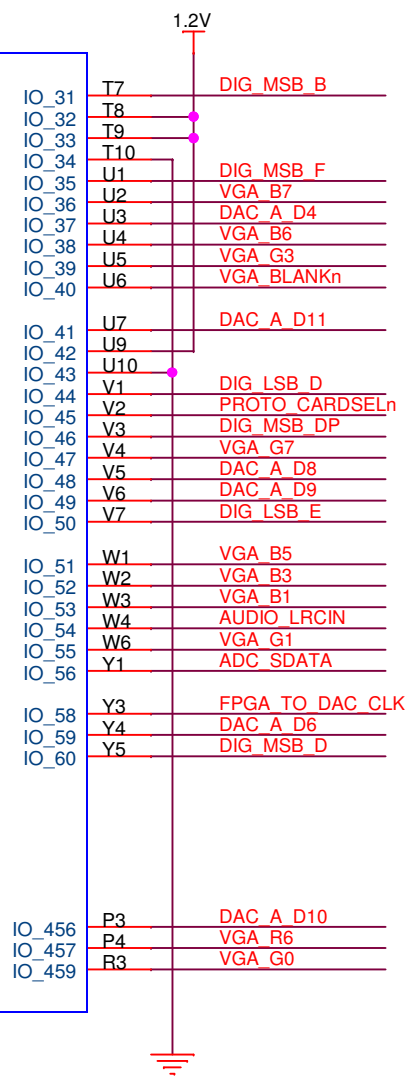 1.2V
IO_31 T7 DIG_MSB_B
IO_32 T8
IO_33 T9
IO_34 T10
IO_35 U1 DIG_MSB_F
IO_36 U2 VGA_B7
IO_37 U3 DAC_A_D4
IO_38 U4 VGA_B6
IO_39 U5 VGA_G3
IO_40 U6 VGA_BLANKn
IO_41 U7 DAC_A_D11
IO_42 U9
IO_43 U10
IO_44 V1 DIG_LSB_D
IO_45 V2 PROTO_CARDSELn
IO_46 V3 DIG_MSB_DP
IO_47 V4 VGA_G7
IO_48 V5 DAC_A_D8
IO_49 V6 DAC_A_D9
IO_50 V7 DIG_LSB_E
IO_51 W1 VGA_B5
IO_52 W2 VGA_B3
IO_53 W3 VGA_B1
IO_54 W4 AUDIO_LRCIN
IO_55 W6 VGA_G1
IO_56 Y1 ADC_SDATA
IO_58 Y3 FPGA_TO_DAC_CLK
IO_59 Y4 DAC_A_D6
IO_60 Y5 DIG_MSB_D
IO_456 P3 DAC_A_D10
IO_457 P4 VGA_R6
IO_459 R3 VGA_G0